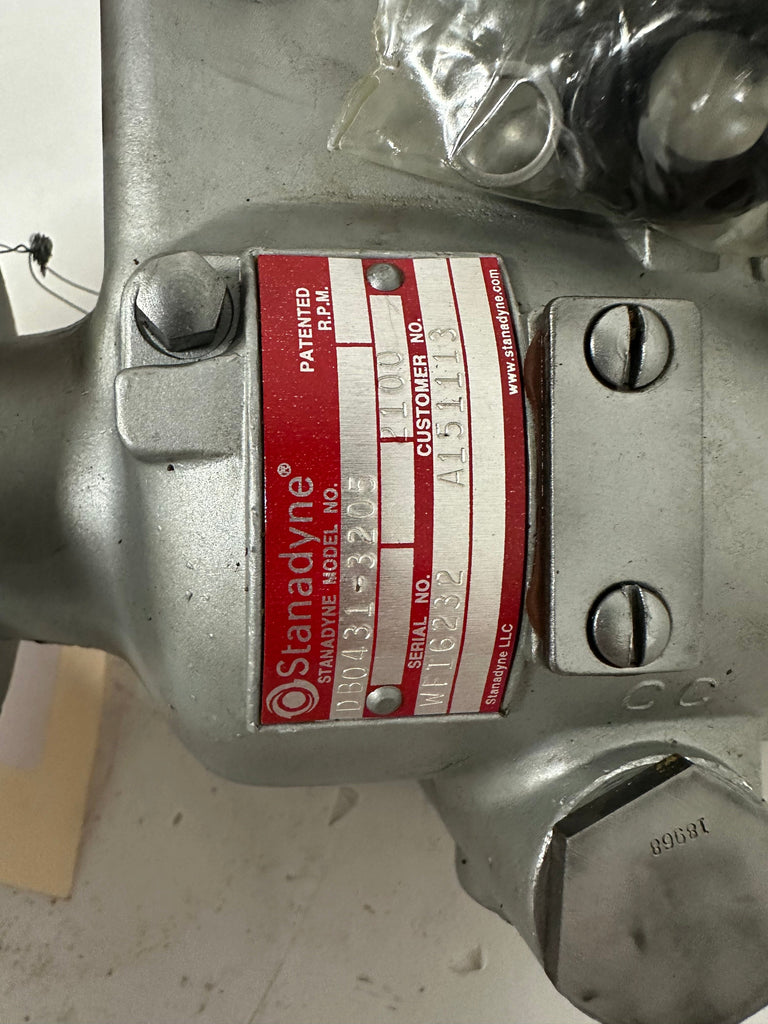 Stanadyne®
PATENTED
STANADYNE MODEL NO.
R.P.M.
DB0431-3205
2100
SERIAL NO.
CUSTOMER NO.
WF16232
A151113
Stanadyne LLC
www.stanadyne.com
CC
18968